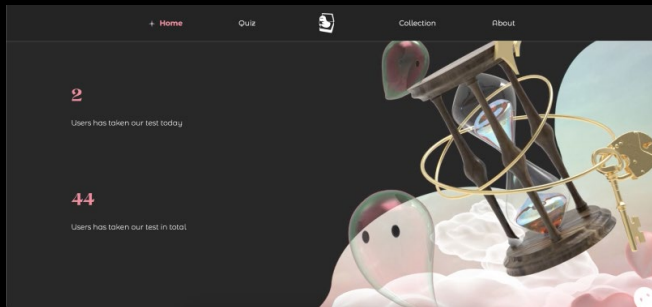 + Home Quiz Collection About
2
Users has taken our test today
44
Users has taken our test in total